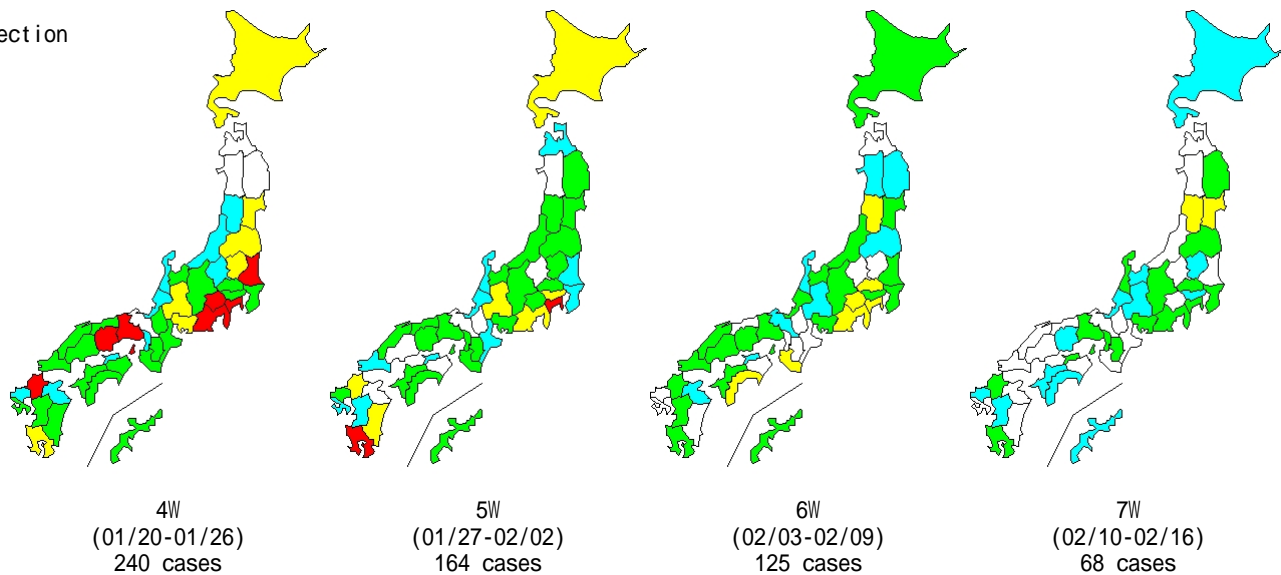 4W
(01/20-01/26)
240 cases
5W
(01/27-02/02)
164 cases
6W
(02/03-02/09)
125 cases
7W
(02/10-02/16)
68 cases